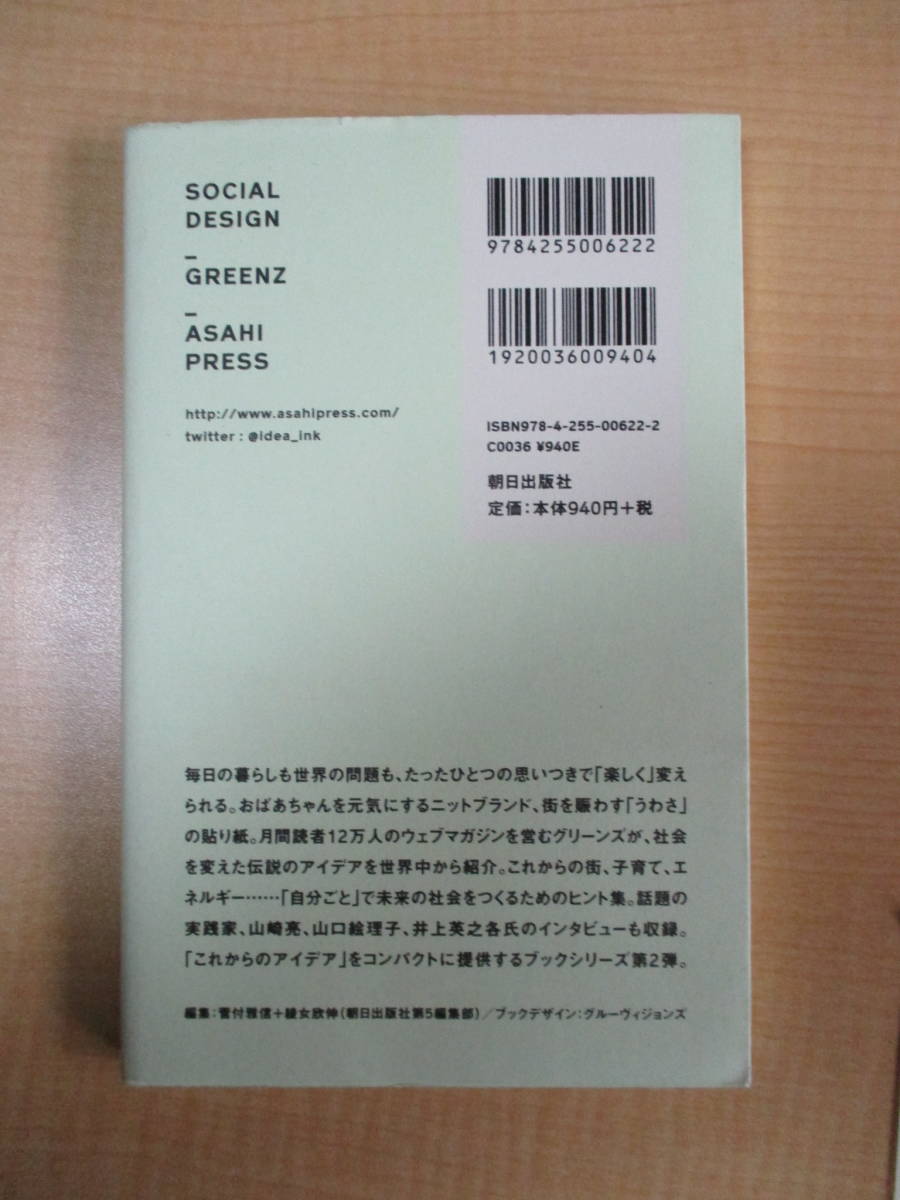 SOCIAL
DESIGN
–
GREENZ
–
ASAHI
PRESS
http://www.asahipress.com/
twitter : @idea_ink
9784255006222
1920036009404
ISBN978-4-255-00622-2
C0036 ¥940E
朝日出版社
定価：本体940円＋税
毎日の暮らしも世界の問題も、たったひとつの思いつきで「楽しく」変え
られる。おばあちゃんを元気にするニットブランド、街を賑わす「うわさ」
の貼り紙。月間読者12万人のウェブマガジンを営むグリーンズが、社会
を変えた伝説のアイデアを世界中から紹介。これからの街、子育て、エ
ネルギー……「自分ごと」で未来の社会をつくるためのヒント集。話題の
実践家、山崎亮、山口絵理子、井上英之各氏のインタビューも収録。
「これからのアイデア」をコンパクトに提供するブックシリーズ第2弾。
編集：菅付雅信＋綾女欣伸（朝日出版社第5編集部）／ブックデザイン：グルーヴィジョンズ